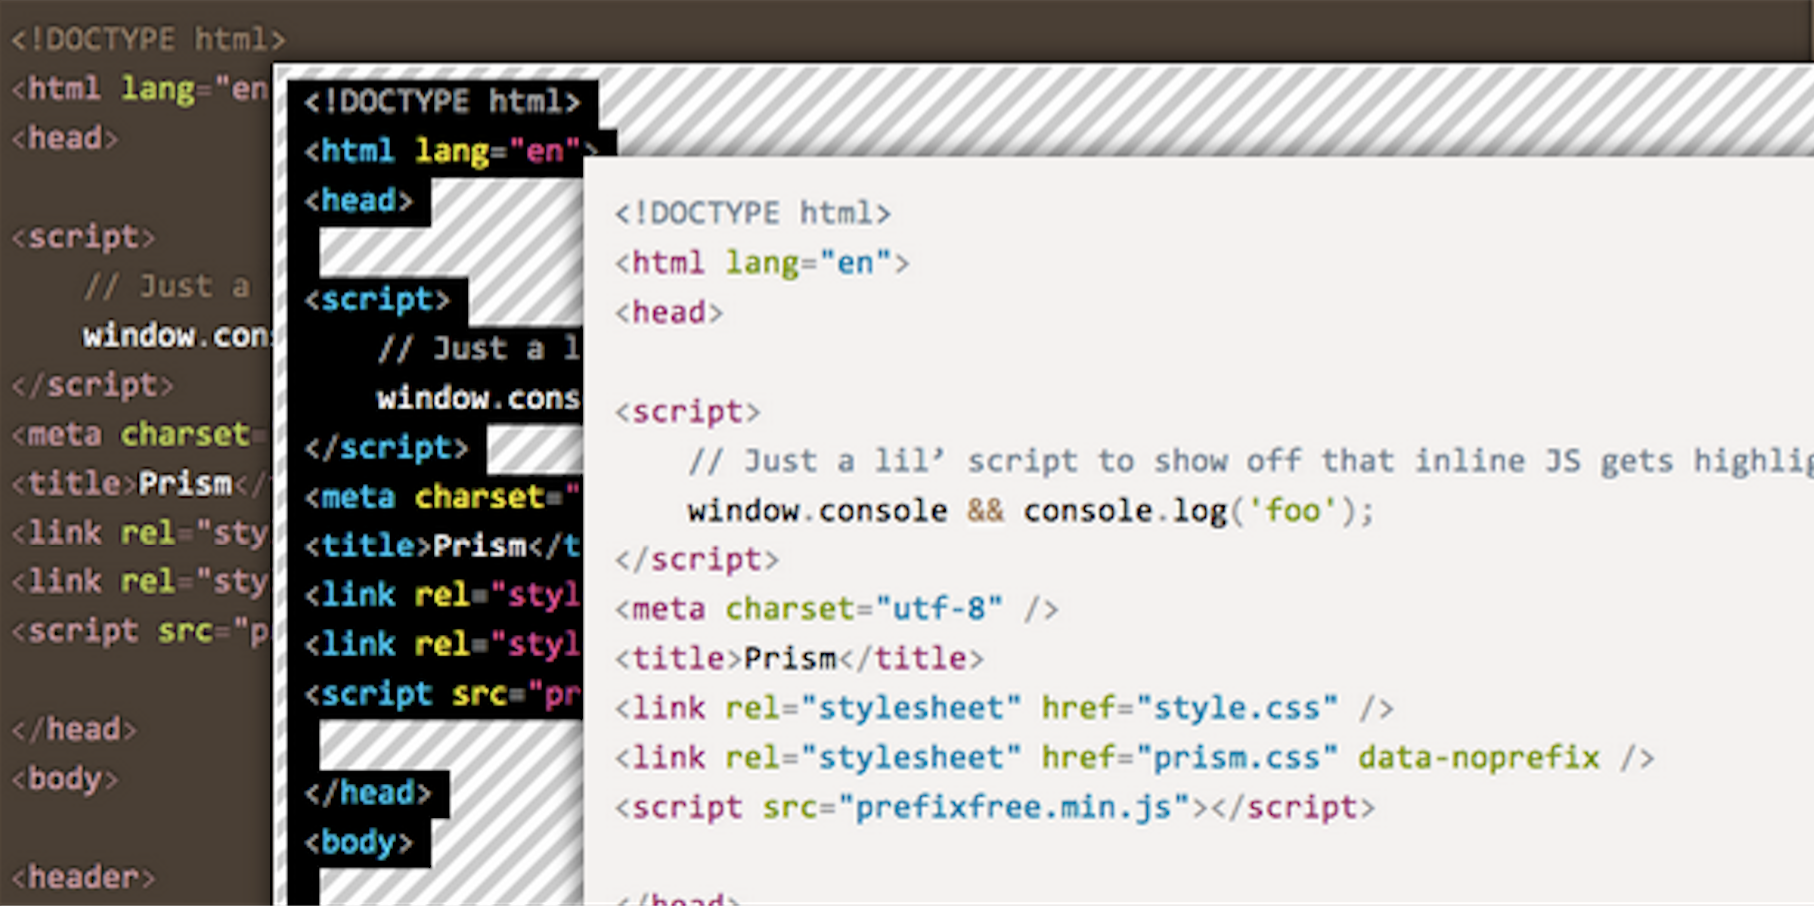 <!DOCTYPE html>
<html lang="en
<head>
<script>
// Just a
window.con
</script>
<meta charset=
<title>Prism</
<link rel="sty
<link rel="sty
<script src="p
</head>
<body>
<header>
<!DOCTYPE html>
<html lang="en">
<head>
<script>
// Just a l
window.cons
</script>
<meta charset="
<title>Prism</t
<link rel="styl
<link rel="styl
<script src="pr
</head>
<body>
<!DOCTYPE html>
<html lang="en">
<head>
<script>
// Just a lil’ script to show off that inline JS gets highlig
window.console && console.log('foo');
</script>
<meta charset="utf-8" />
<title>Prism</title>
<link rel="stylesheet" href="style.css" />
<link rel="stylesheet" href="prism.css" data-noprefix />
<script src="prefixfree.min.js"></script>
</head>